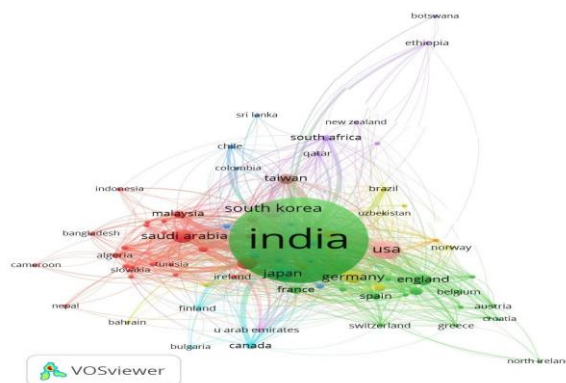 botswana
ethiopia
sri lanka
new zealand
south africa
chile
qatar
colombia
taiwan
indonesia
brazil
malaysia
south korea
uzbekistan
bangladesh
saudi arabia
india
usa
norway
algeria
cameroon
slovakia
tunisia
ireland
japan
germany
england
france
spain
belgium
nepal
finland
austria
bahrain
croatia
u arab emirates
switzerland
greece
bulgaria
canada
north irelan
VOSviewer